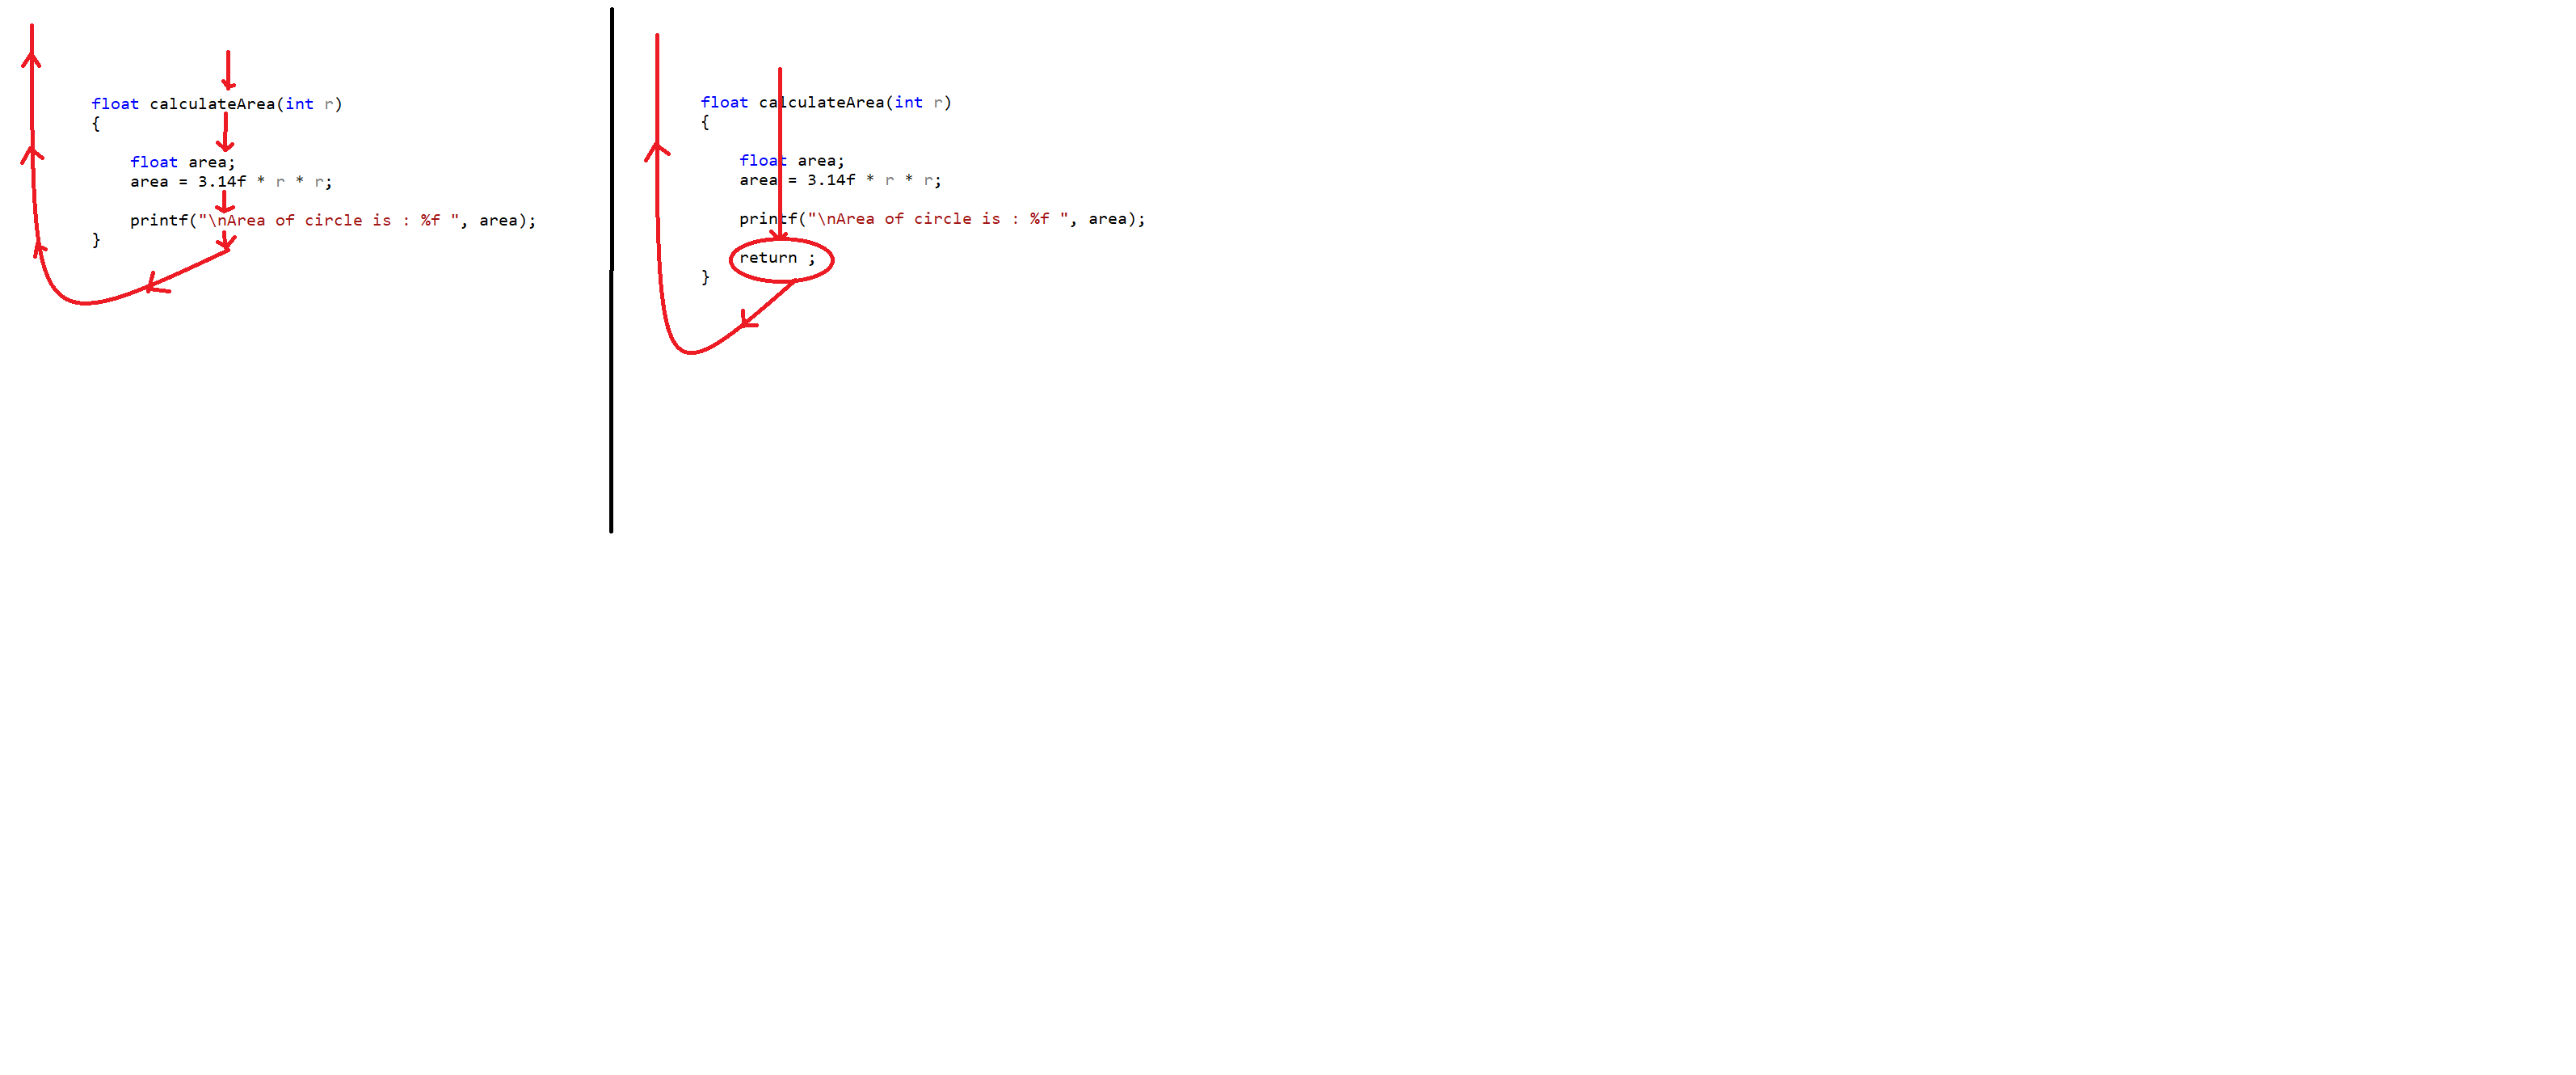 float calculateArea(int r)
{
float area;
area = 3.14f * r * r;
printf("\nArea of circle is : %f ", area);
}
float calculateArea(int r)
{
float area;
area = 3.14f * r * r;
printf("\nArea of circle is : %f ", area);
return ;
}